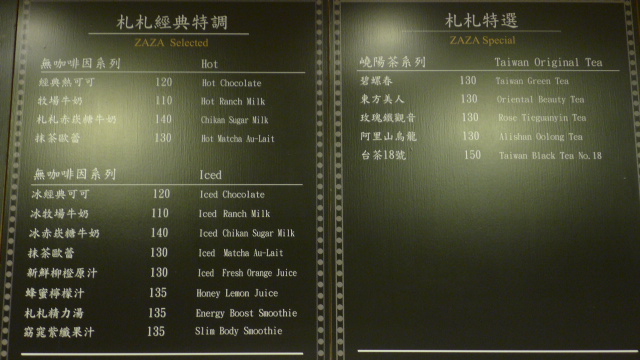 札札經典特調
ZAZA Selected
無咖啡因系列 Hot
經典熱可可 120 Hot Chocolate
牧場牛奶 110 Hot Ranch Milk
札札赤崁糖牛奶 140 Chikan Sugar Milk
抹茶歐蕾 130 Hot Matcha Au-Lait
無咖啡因系列 Iced
冰經典可可 120 Iced Chocolate
冰牧場牛奶 110 Iced Ranch Milk
冰赤崁糖牛奶 140 Iced Chikan Sugar Milk
抹茶歐蕾 130 Iced Matcha Au-Lait
新鮮柳橙原汁 130 Iced Fresh Orange Juice
蜂蜜檸檬汁 135 Honey Lemon Juice
札札精力湯 135 Energy Boost Smoothie
窈窕紫纖果汁 135 Slim Body Smoothie
札札特選
ZAZA Special
嶢陽茶系列 Taiwan Original Tea
碧螺春 130 Taiwan Green Tea
東方美人 130 Oriental Beauty Tea
玫瑰鐵觀音 130 Rose Tieguanyin Tea
阿里山烏龍 130 Alishan Oolong Tea
台茶18號 150 Taiwan Black Tea No.18